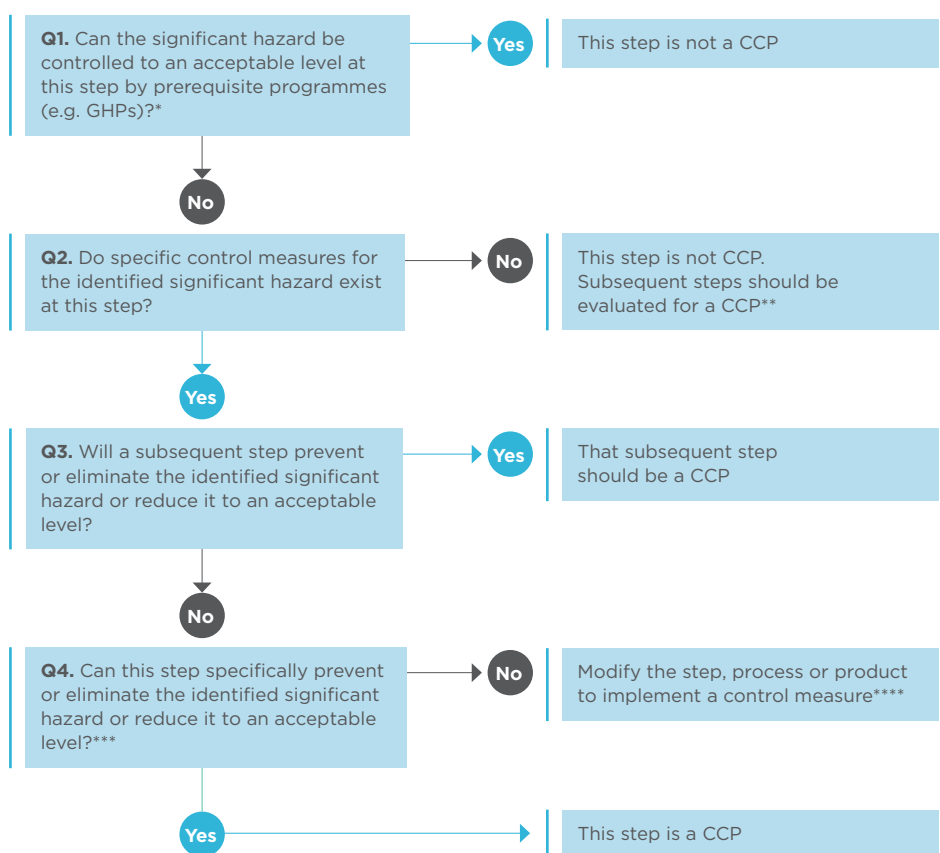 Q1. Can the significant hazard be
controlled to an acceptable level at
this step by prerequisite programmes
(e.g. GHPs)?*
Yes
This step is not a CCP
No
Q2. Do specific control measures for
the identified significant hazard exist
at this step?
No
This step is not CCP.
Subsequent steps should be
evaluated for a CCP**
Yes
Q3. Will a subsequent step prevent
or eliminate the identified significant
hazard or reduce it to an acceptable
level?
Yes
That subsequent step
should be a CCP
No
Q4. Can this step specifically prevent
or eliminate the identified significant
hazard or reduce it to an acceptable
level?***
No
Modify the step, process or product
to implement a control measure****
Yes
This step is a CCP